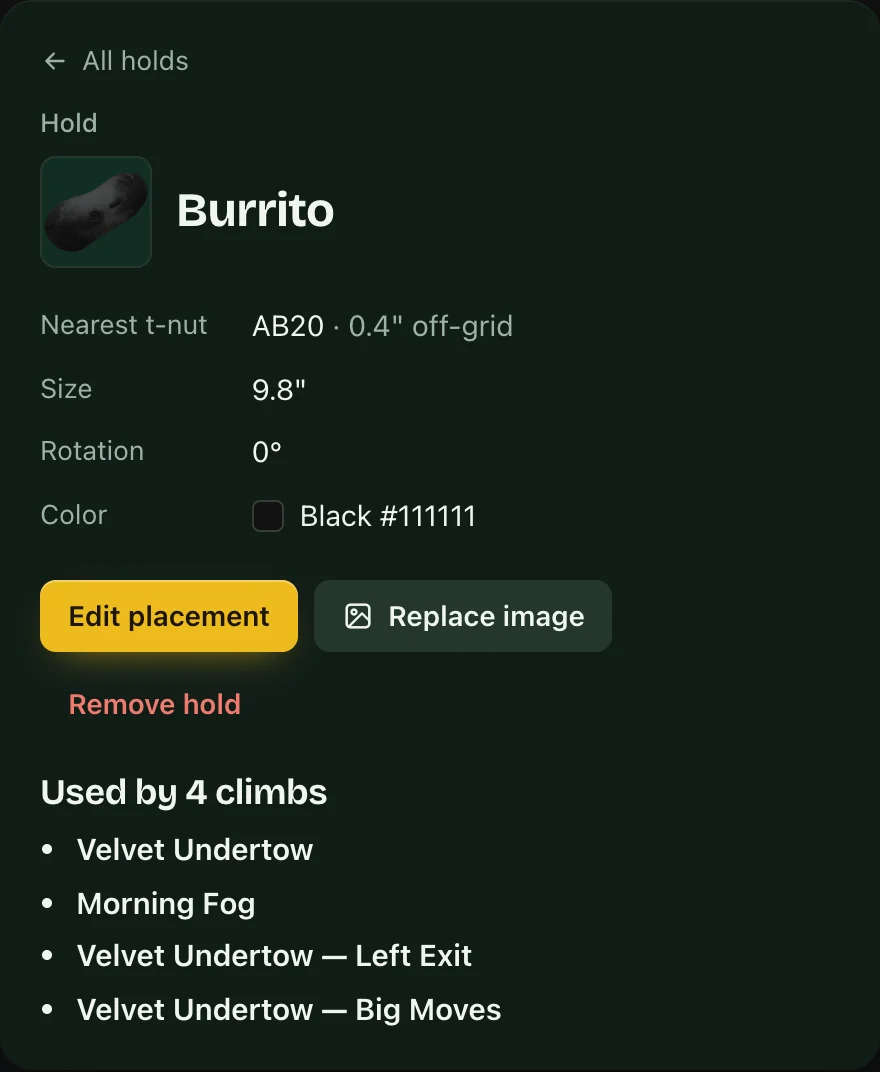 ← All holds
Hold
Burrito
Nearest t-nut AB20 · 0.4" off-grid
Size 9.8"
Rotation 0°
Color Black #111111
Edit placement Replace image
Remove hold
Used by 4 climbs
• Velvet Undertow
• Morning Fog
• Velvet Undertow — Left Exit
• Velvet Undertow — Big Moves